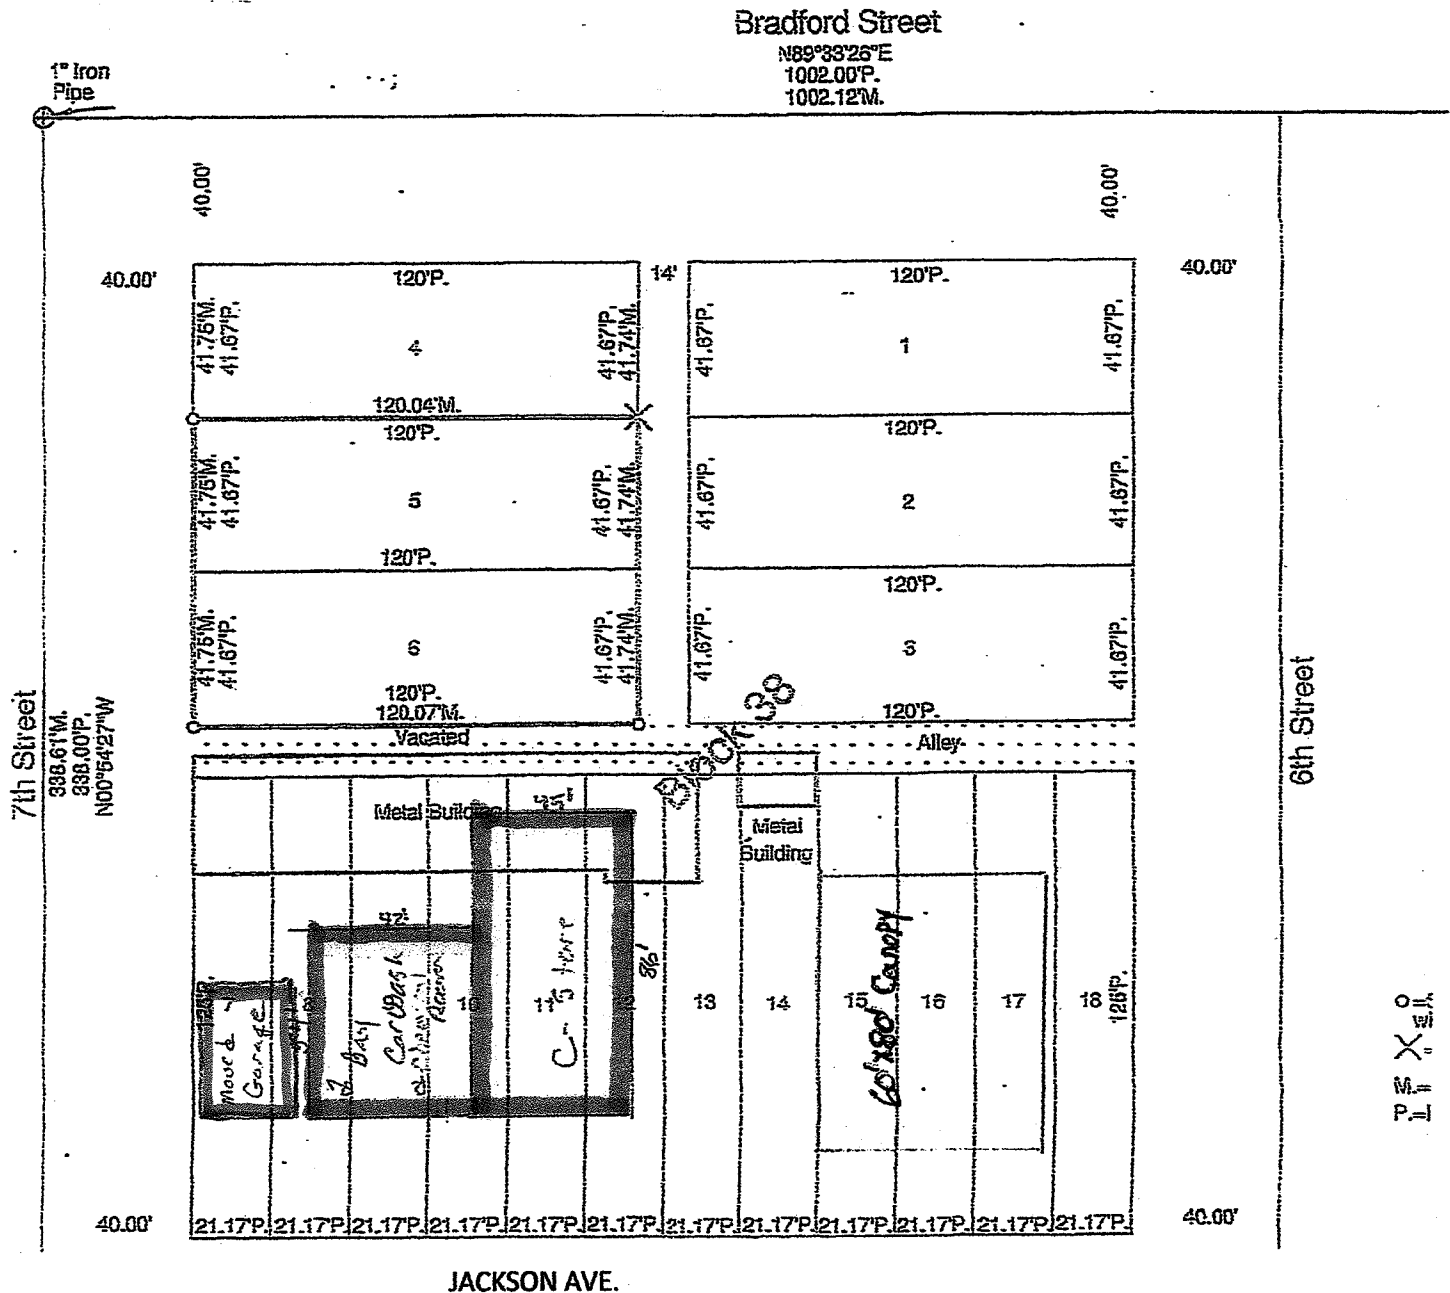 Bradford Street
N89°33'26"E
1002.00'P.
1002.12'M.
1" Iron
Pipe
40.00'
40.00'
40.00'
120'P.
14'
120'P.
40.00'
41.75'M.
41.67'P.
4
41.67'P.
41.74'M.
41.67'P.
1
41.67'P.
120.04'M.
120'P.
120'P.
41.75'M.
41.67'P.
5
41.67'P.
41.74'M.
41.67'P.
2
41.67'P.
120'P.
120'P.
41.75'M.
41.67'P.
6
41.67'P.
41.74'M.
41.67'P.
3
41.67'P.
120'P.
120.07'M.
120'P.
Vacated
Alley
Block 38
7th Street
338.61'M.
338.00'P.
N00°54'27"W
6th Street
Metal Building
Metal
Building
42'
86'
Moved
Garage
2 Bay
Car Wash
C-Store
60'x80' Canopy
10
11
13
14
15
16
17
18
126'P.
40.00'
21.17'P.
21.17'P.
21.17'P.
21.17'P.
21.17'P.
21.17'P.
21.17'P.
21.17'P.
21.17'P.
21.17'P.
21.17'P.
21.17'P.
40.00'
JACKSON AVE.
M.=
P.=